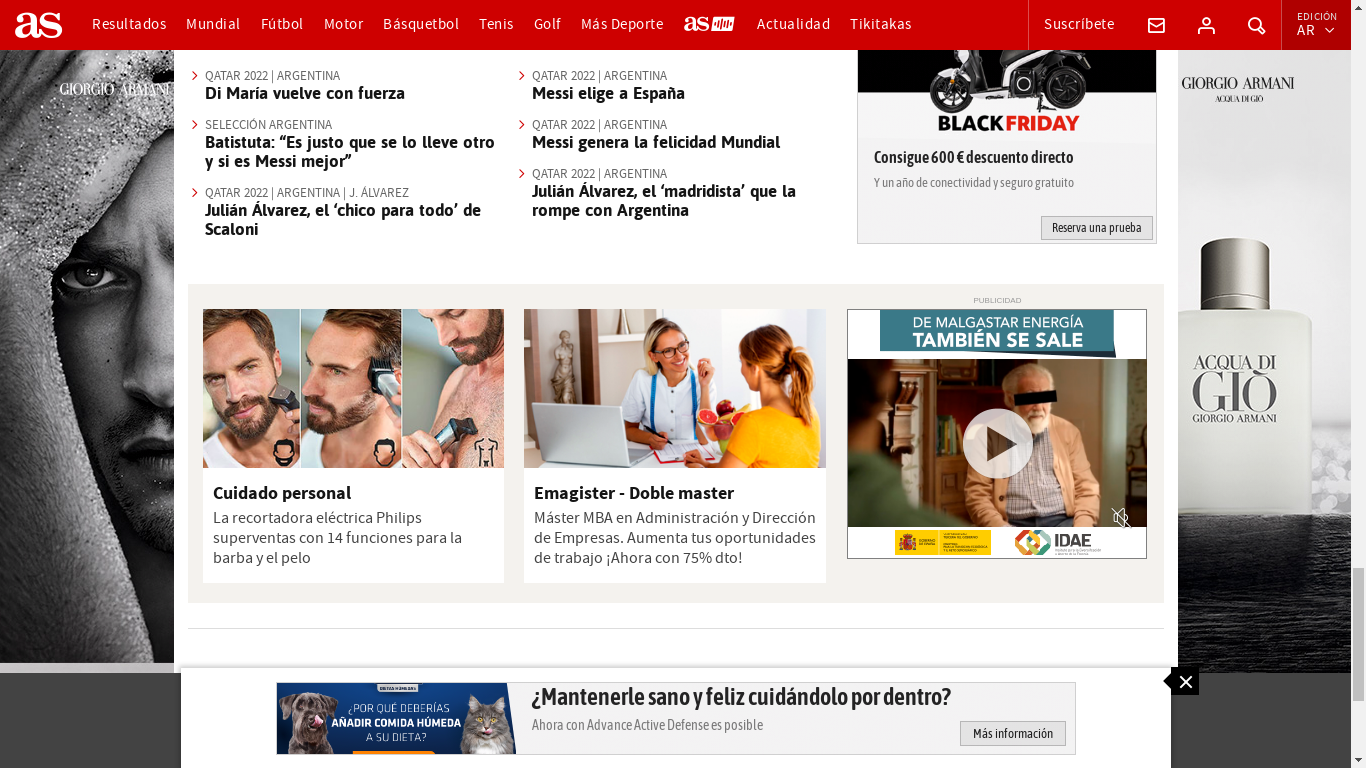 as
Resultados
Mundial
Fútbol
Motor
Básquetbol
Tenis
Golf
Más Deporte
as
Actualidad
Tikitakas
Suscríbete
EDICIÓN
AR
GIORGIO ARMANI
QATAR 2022 | ARGENTINA
Di María vuelve con fuerza
SELECCIÓN ARGENTINA
Batistuta: “Es justo que se lo lleve otro
y si es Messi mejor”
QATAR 2022 | ARGENTINA | J. ÁLVAREZ
Julián Álvarez, el ‘chico para todo’ de
Scaloni
QATAR 2022 | ARGENTINA
Messi elige a España
QATAR 2022 | ARGENTINA
Messi genera la felicidad Mundial
QATAR 2022 | ARGENTINA
Julián Álvarez, el ‘madridista’ que la
rompe con Argentina
BLACKFRIDAY
Consigue 600 € descuento directo
Y un año de conectividad y seguro gratuito
Reserva una prueba
GIORGIO ARMANI
ACQUA DI GIÒ
ACQUA DI
GIÒ
GIORGIO ARMANI
Cuidado personal
La recortadora eléctrica Philips
superventas con 14 funciones para la
barba y el pelo
Emagister - Doble master
Máster MBA en Administración y Dirección
de Empresas. Aumenta tus oportunidades
de trabajo ¡Ahora con 75% dto!
PUBLICIDAD
DE MALGASTAR ENERGÍA
TAMBIÉN SE SALE
IDAE
¿POR QUÉ DEBERÍAS
AÑADIR COMIDA HÚMEDA
A SU DIETA?
¿Mantenerle sano y feliz cuidándolo por dentro?
Ahora con Advance Active Defense es posible
Más información